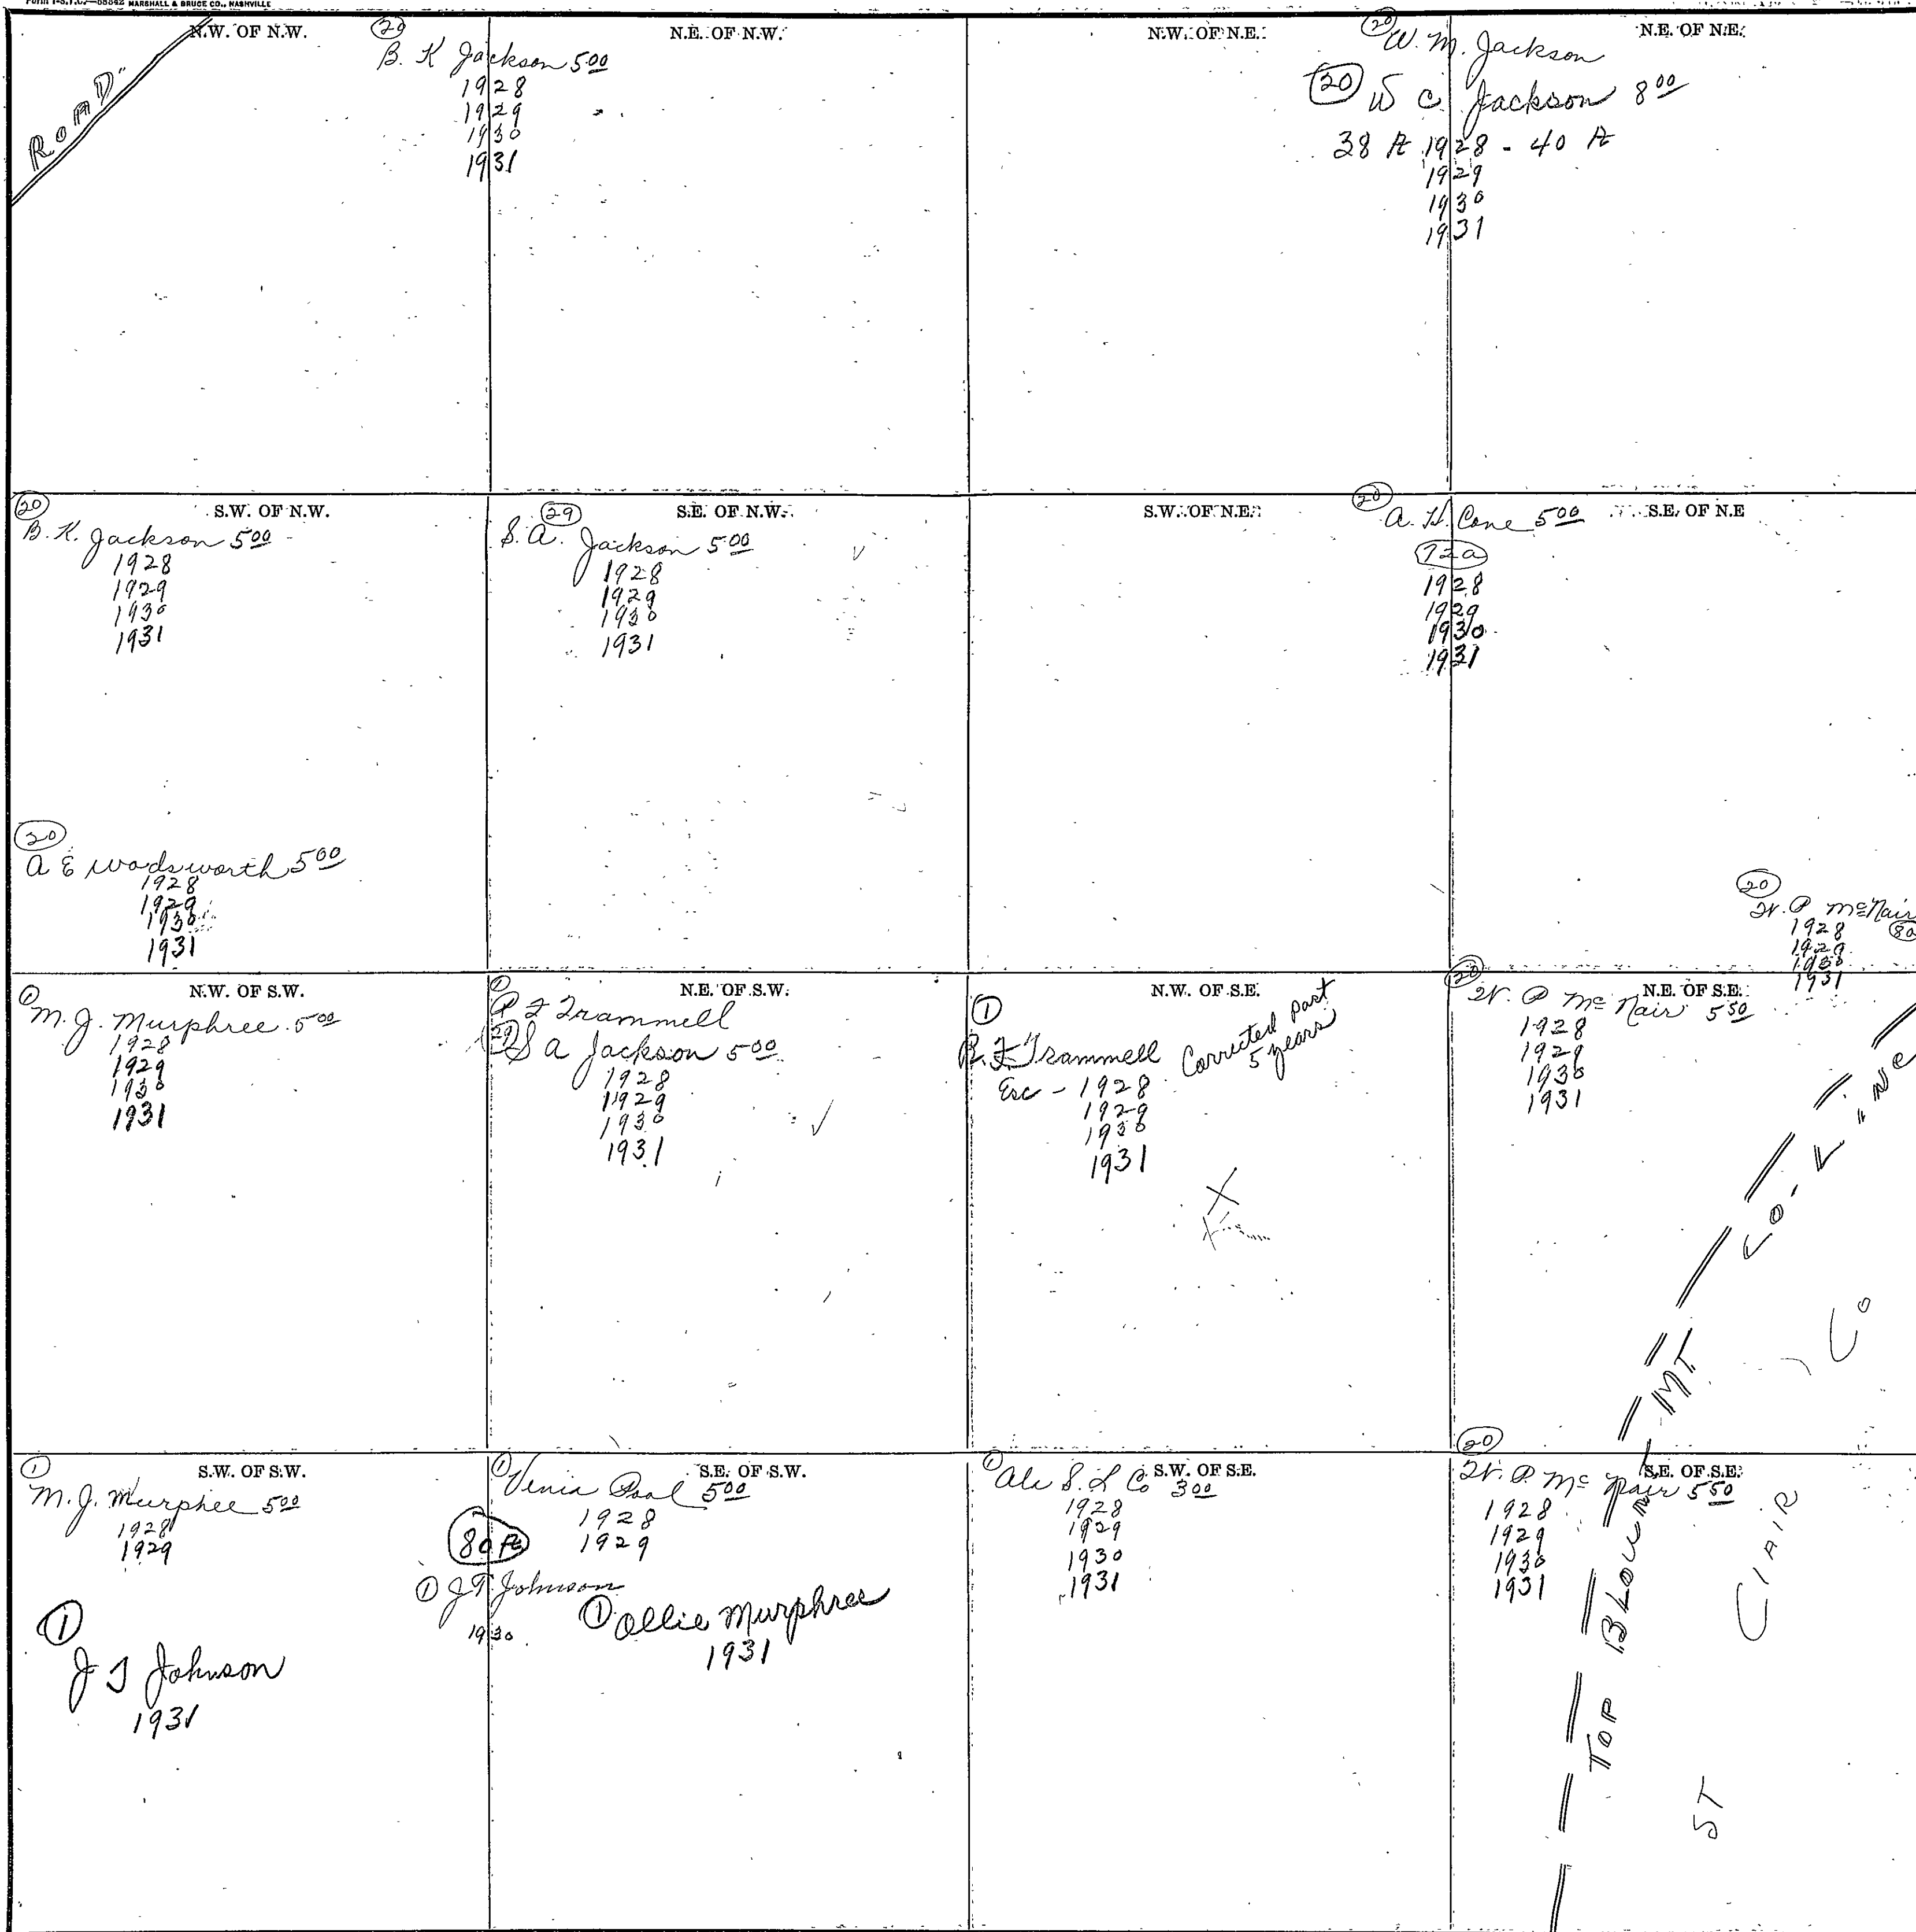 MARSHALL & BRUCE CO., NASHVILLE
N.W. OF N.W.
ROAD
N.E. OF N.W.
B. K Jackson 5 00
1928
1929
1930
1931
N.W. OF N.E.
N.E. OF N.E.
20
W. M. Jackson
20 W C Jackson 8 00
38 A 1928 - 40 A
1929
1930
1931
20
S.W. OF N.W.
B. K. Jackson 5 00
1928
1929
1930
1931
20
A E Wadsworth 5 00
1928
1929
1930
1931
29
S.E. OF N.W.
S. A. Jackson 5 00
1928
1929
1930
1931
S.W. OF N.E.
20
S.E. OF N.E
A. H. Cone 5 00
72a
1928
1929
1930
1931
20
McNair
80
1928
1929
1930
1931
1
N.W. OF S.W.
M. J. Murphree 5 00
1928
1929
1930
1931
N.E. OF S.W.
Trammell
S A Jackson 5 00
1928
1929
1930
1931
1
N.W. OF S.E.
Trammell
Corrected past
5 years
Esc - 1928
1929
1930
1931
20
N.E. OF S.E.
Mc Nair 5 50
1928
1929
1930
1931
1
S.W. OF S.W.
M. J. Murphee 5 00
1928
1929
1
J T Johnson
1931
1
S.E. OF S.W.
Venia Pool 5 00
1928
1929
80 A
1 J T Johnson
1930
1 Ollie Murphree
1931
1
S.W. OF S.E.
Ala S. L Co 3 00
1928
1929
1930
1931
20
S.E. OF S.E.
Mc Nair 5 50
1928
1929
1930
1931
TOP BLOUNT MT
ST CLAIR CO